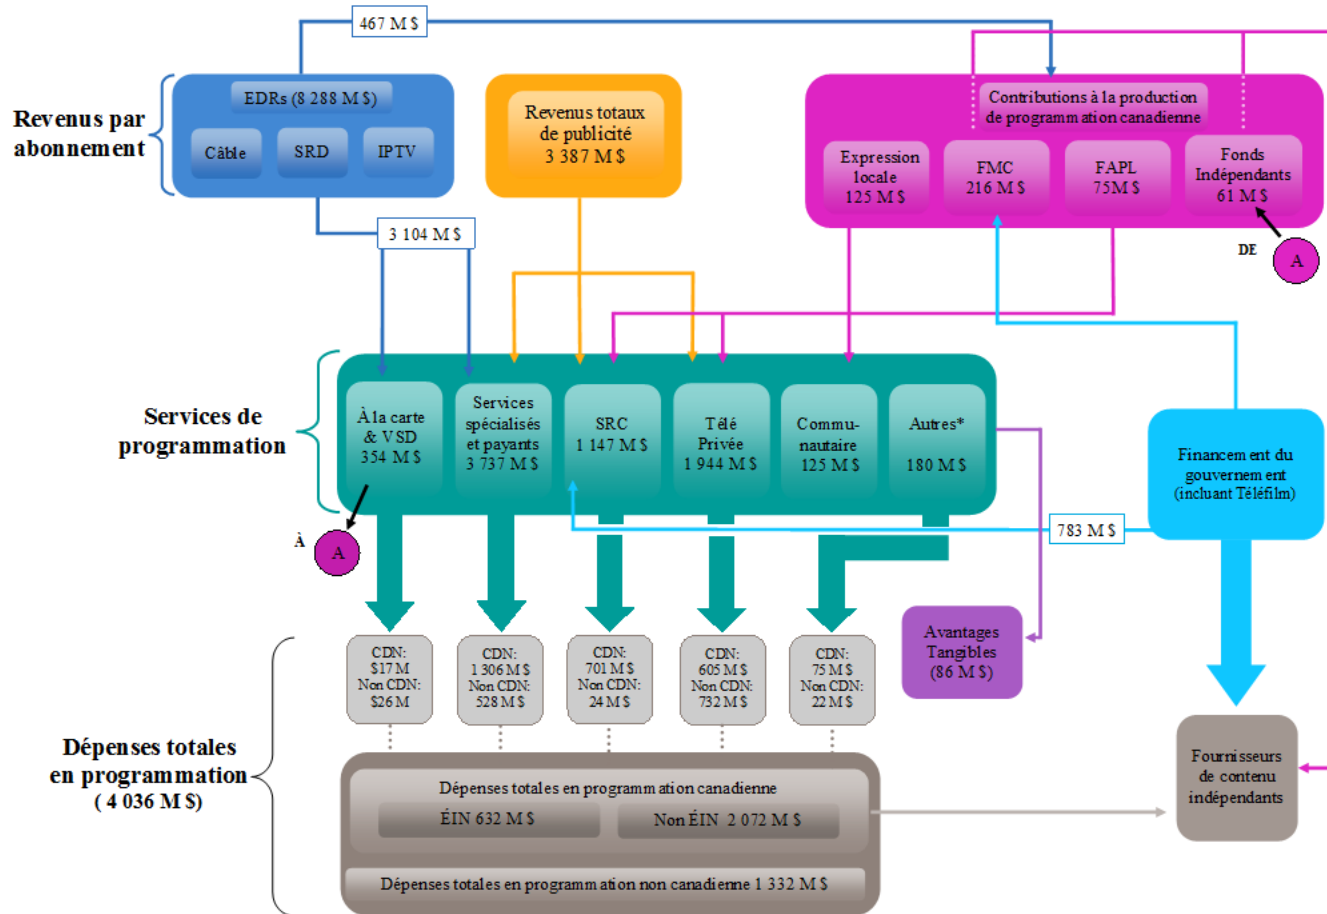 467 M $
Revenus par
abonnement
EDRs (8 288 M $)
Câble
SRD
IPTV
Revenus totaux
de publicité
3 387 M $
Contributions à la production
de programmation canadienne
Expression
locale
125 M $
FMC
216 M $
FAPL
75M $
Fonds
Indépendants
61 M $
DE
A
3 104 M $
Services de
programmation
À la carte
& VSD
354 M $
Services
spécialisés
et payants
3 737 M $
SRC
1 147 M $
Télé
Privée
1 944 M $
Commu-
nautaire
125 M $
Autres*
180 M $
Financement du
gouvernement
(incluant Téléfilm)
783 M $
À
A
Avantages
Tangibles
(86 M $)
CDN:
$17 M
Non CDN:
$26 M
CDN:
1 306 M $
Non CDN:
528 M $
CDN:
701 M $
Non CDN:
24 M $
CDN:
605 M $
Non CDN:
732 M $
CDN:
75 M $
Non CDN:
22 M $
Dépenses totales
en programmation
( 4 036 M $)
Dépenses totales en programmation canadienne
ÉIN 632 M $
Non ÉIN  2 072 M $
Dépenses totales en programmation non canadienne 1 332 M $
Fournisseurs
de contenu
indépendants